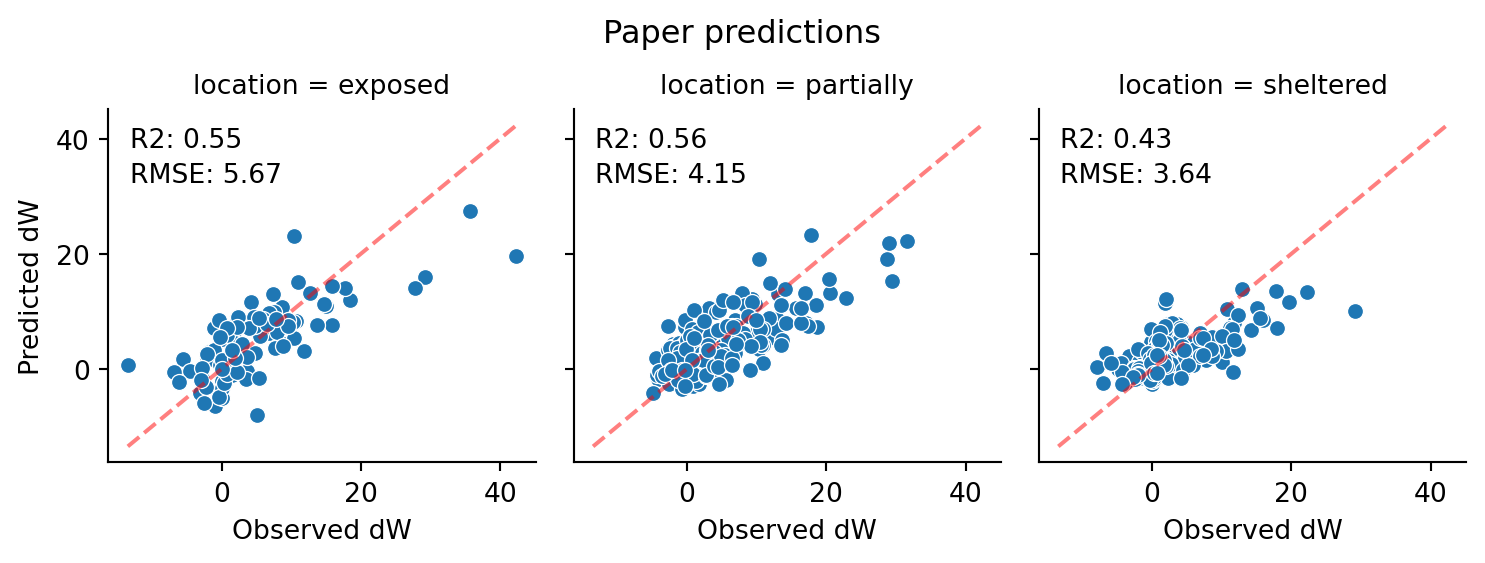 Paper predictions
location = exposed
location = partially
location = sheltered
R2: 0.55
RMSE: 5.67
R2: 0.56
RMSE: 4.15
R2: 0.43
RMSE: 3.64
Predicted dW
40
20
0
0 20 40
0 20 40
0 20 40
Observed dW
Observed dW
Observed dW